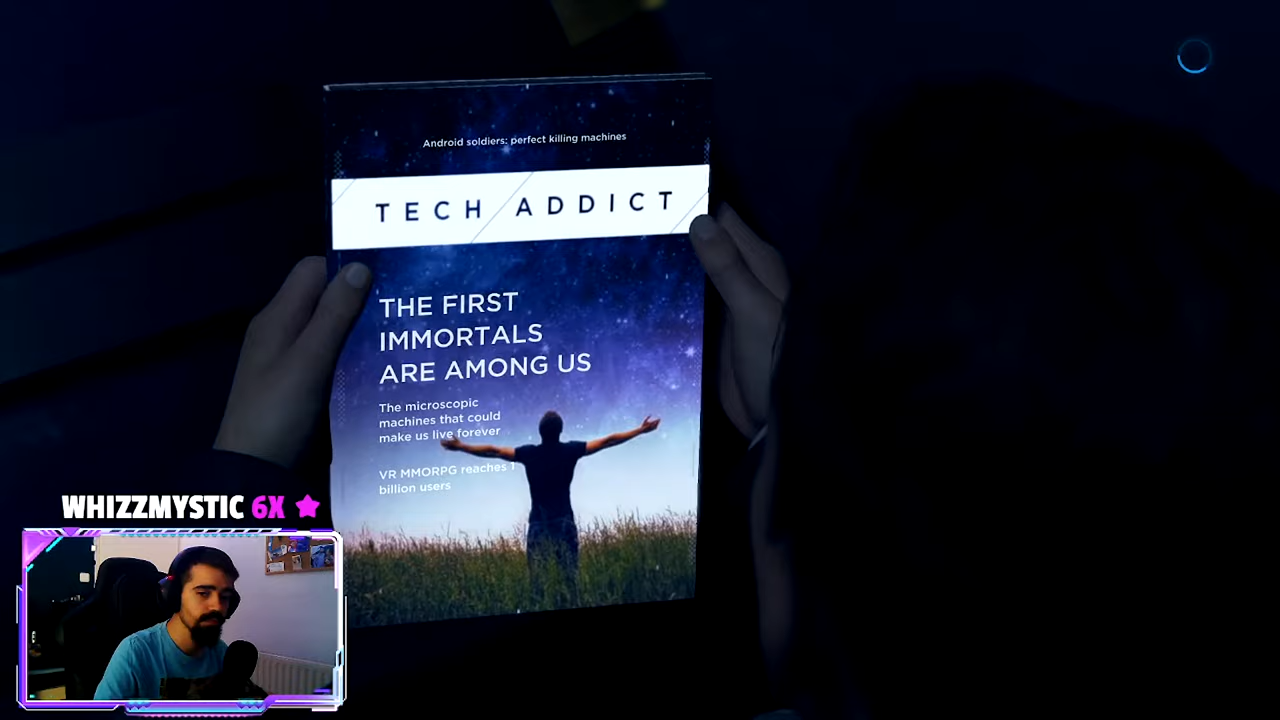 Android soldiers: perfect killing machines
TECH ADDICT
THE FIRST
IMMORTALS
ARE AMONG US
The microscopic
machines that could
make us live forever
VR MMORPG reaches 1
billion users
WHIZZMYSTIC 6X